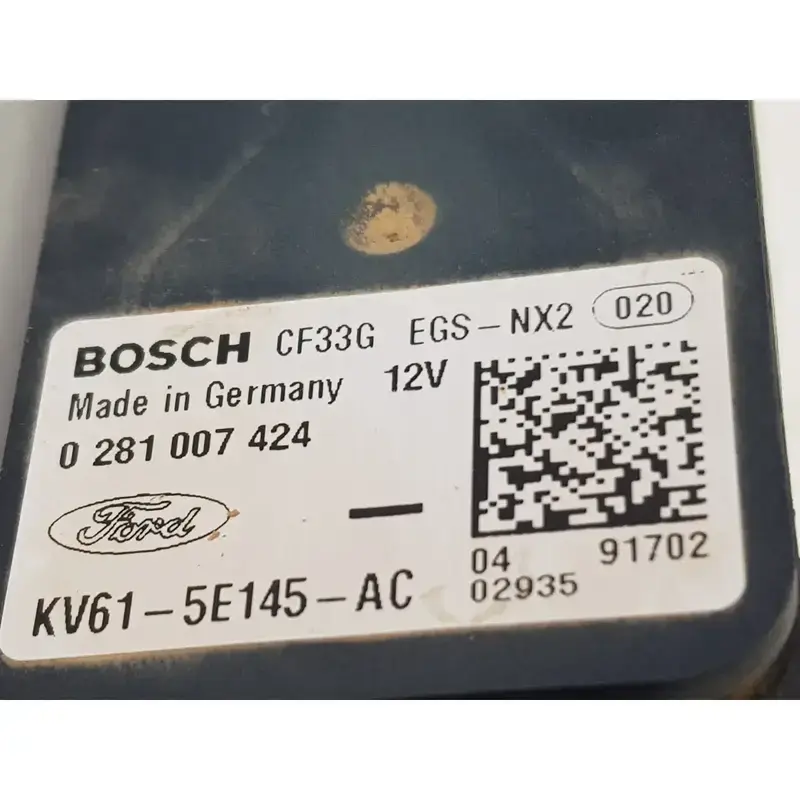 BOSCH CF33G EGS-NX2 020
Made in Germany 12V
0 281 007 424
Ford
KV61-5E145-AC
04 91702
02935